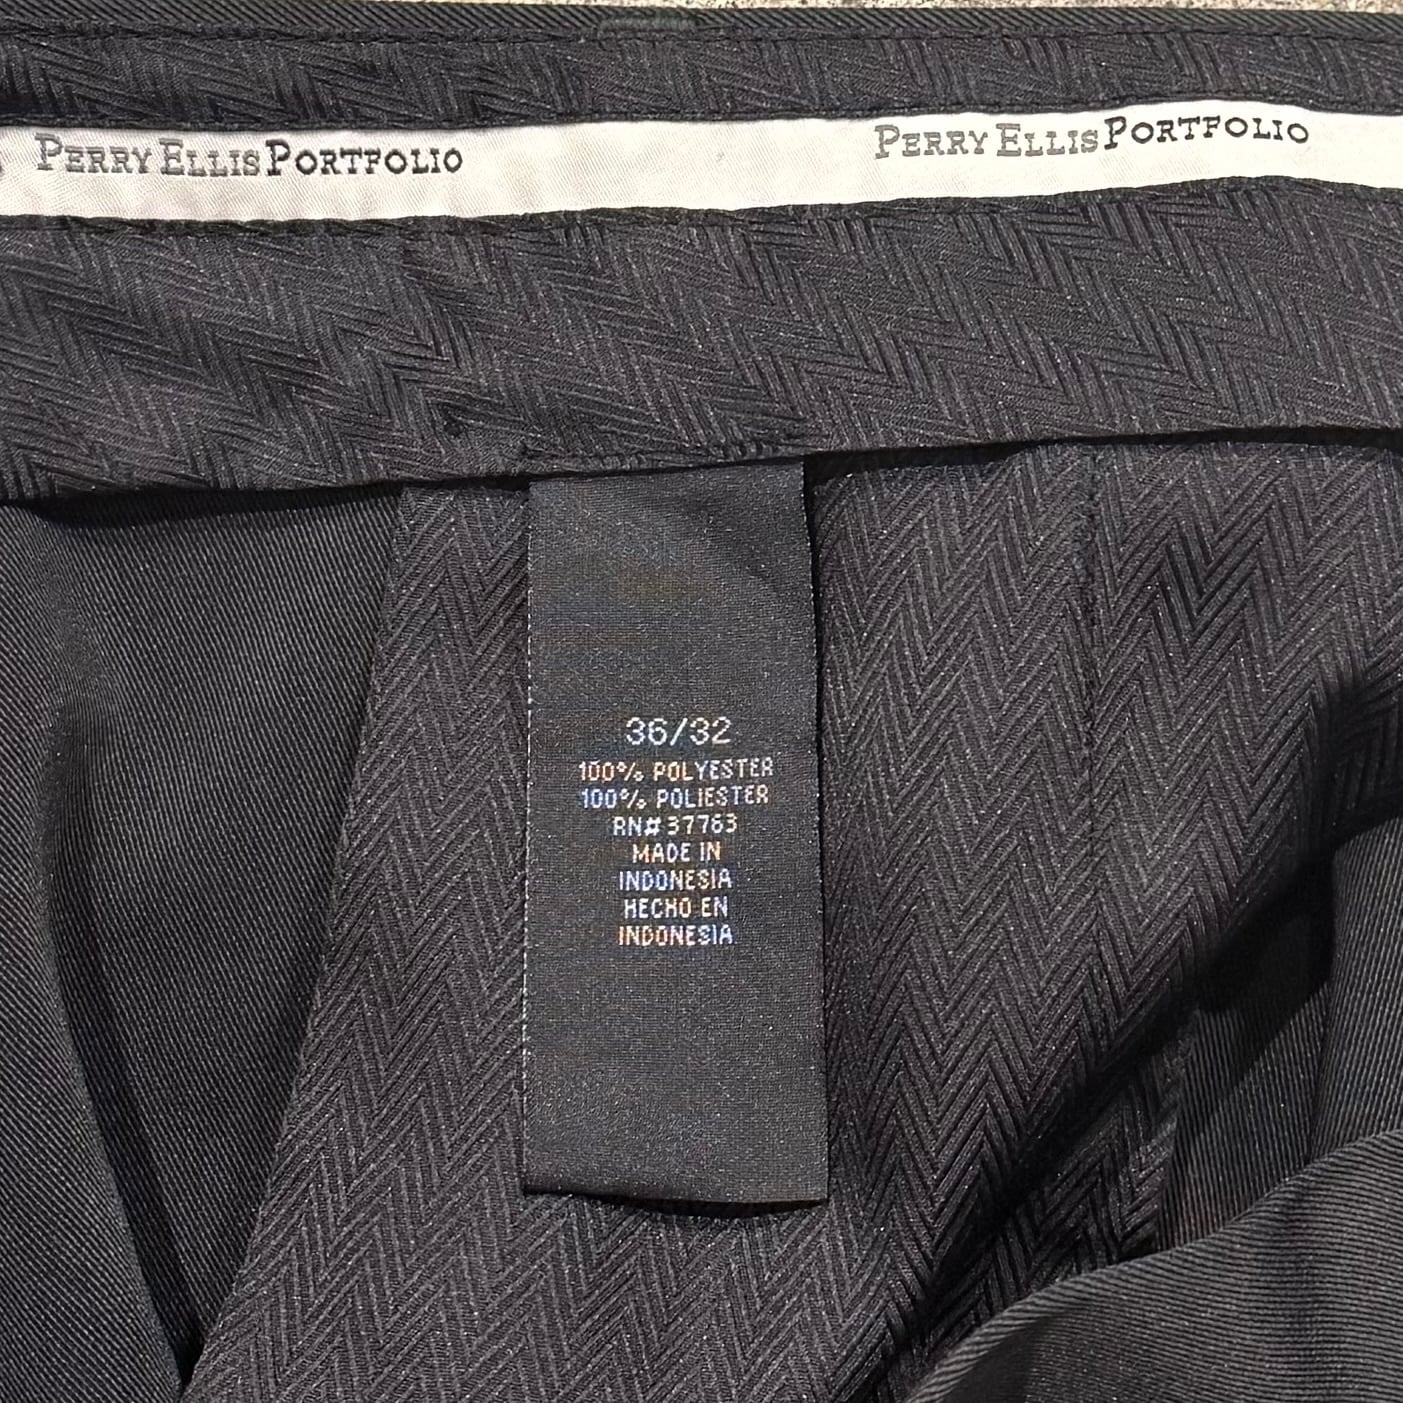 PERRY ELLIS PORTFOLIO
PERRY ELLIS PORTFOLIO
36/32
100% POLYESTER
100% POLIESTER
RN# 37763
MADE IN
INDONESIA
HECHO EN
INDONESIA